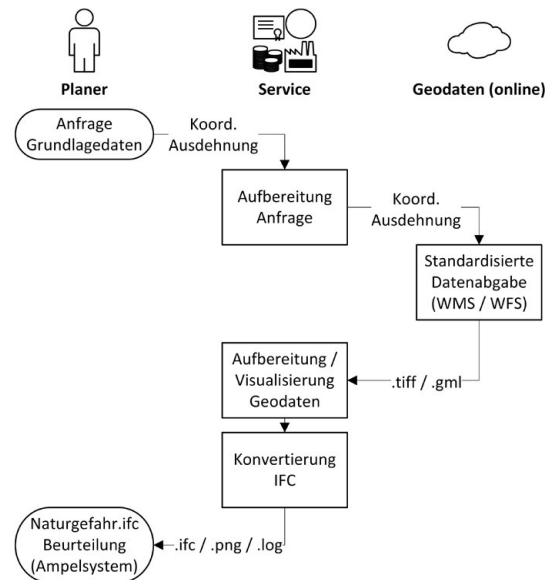 Planer
Service
Geodaten (online)
Anfrage
Grundlagedaten
Koord.
Ausdehnung
Aufbereitung
Anfrage
Koord.
Ausdehnung
Standardisierte
Datenabgabe
(WMS / WFS)
Aufbereitung /
Visualisierung
Geodaten
.tiff / .gml
Konvertierung
IFC
Naturgefahr.ifc
Beurteilung
(Ampelsystem)
.ifc / .png / .log